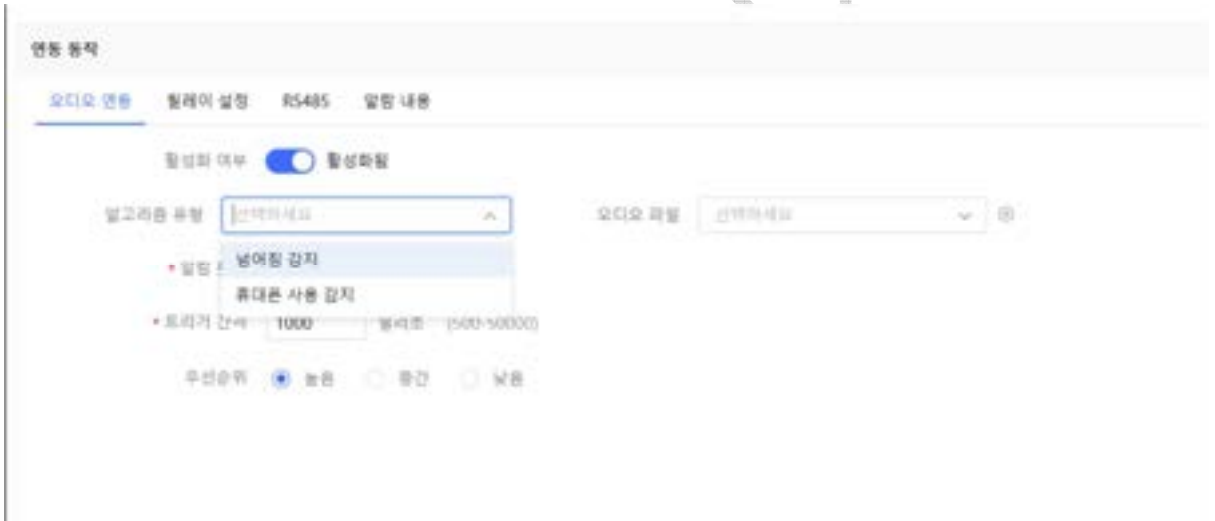 연동 동작
오디오 연동 릴레이 설정 RS485 알람 내용
활성화 여부 활성화됨
알고리즘 유형 선택하세요 오디오 파일 선택하세요
넘어짐 감지
* 알람
휴대폰 사용 감지
* 트리거 간격 1000 밀리초 (500-50000)
우선순위 높음 중간 낮음